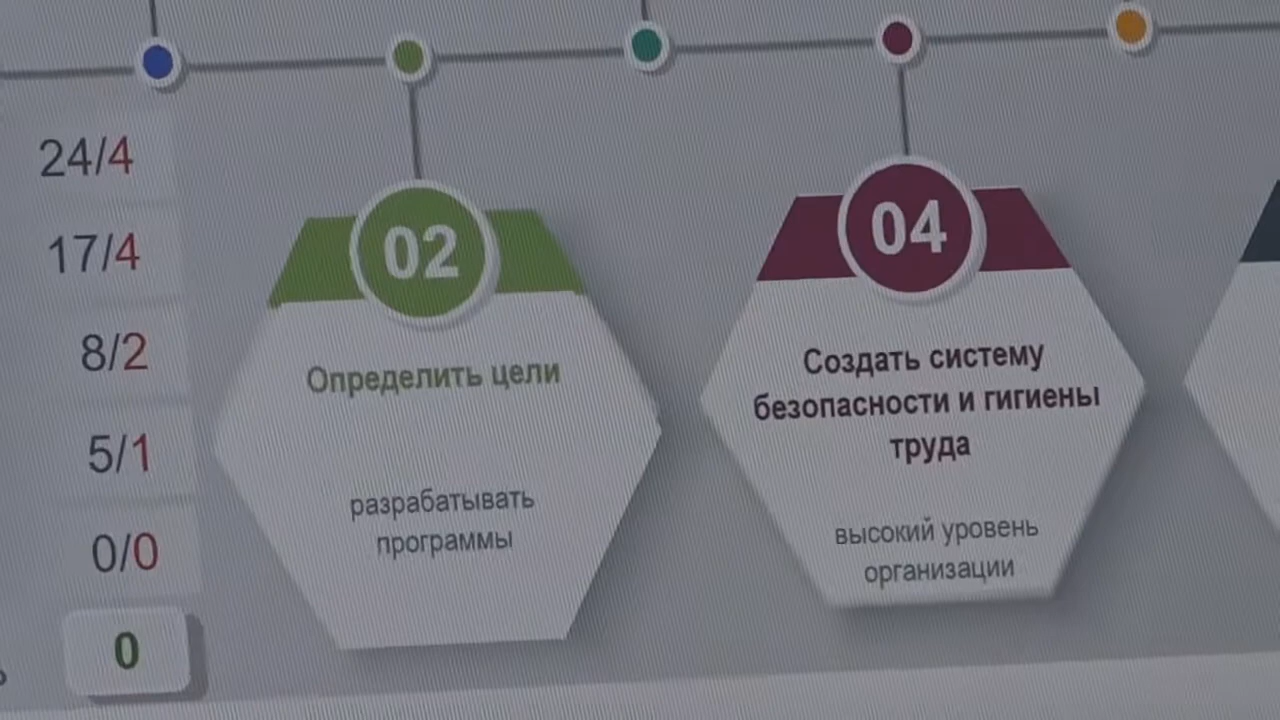 24/4
17/4
8/2
5/1
0/0
0
02
Определить цели
разрабатывать
программы
04
Создать систему
безопасности и гигиены
труда
высокий уровень
организации